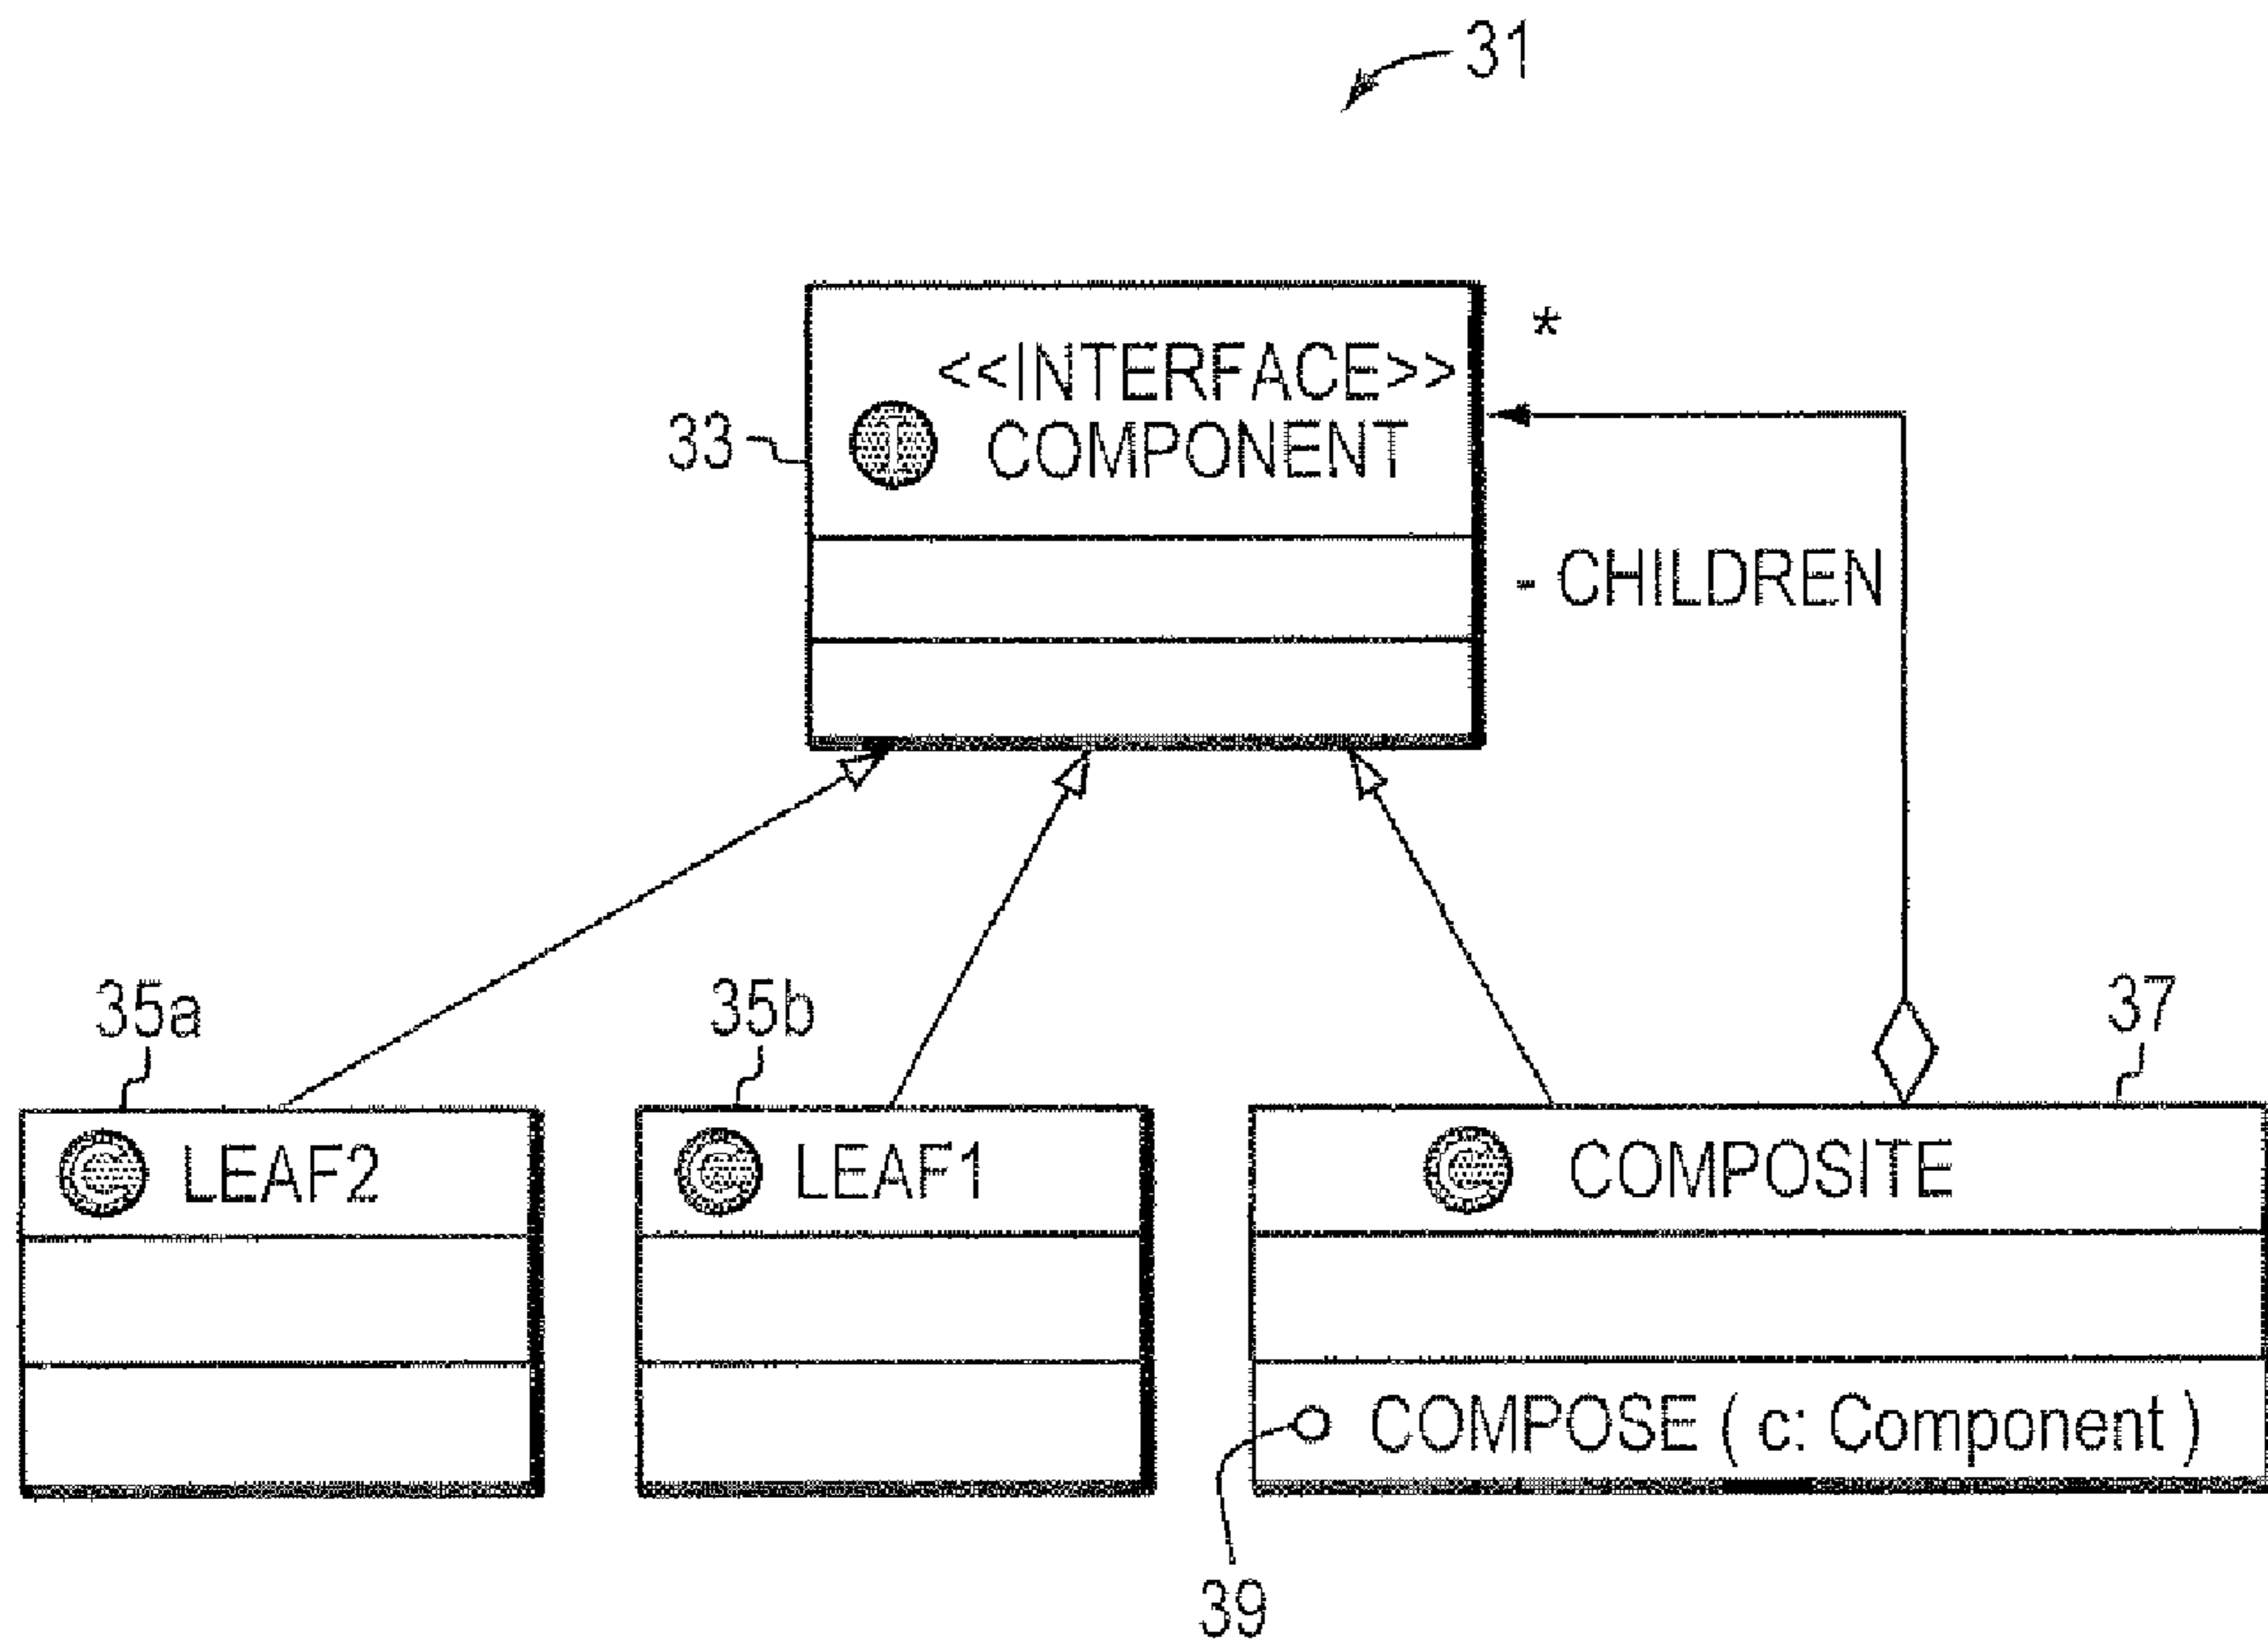 31
*
<<INTERFACE>>
33
I COMPONENT
- CHILDREN
35a
35b
37
C LEAF2
C LEAF1
C COMPOSITE
COMPOSE ( c: Component )
39